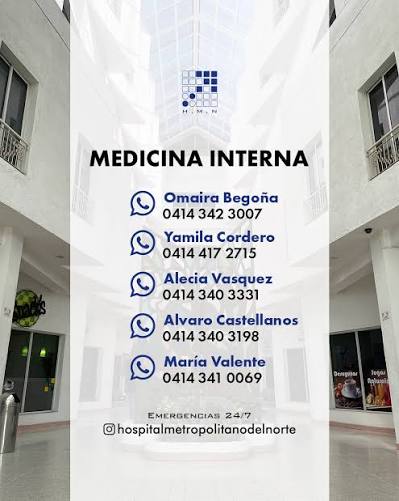 H.M.N
MEDICINA INTERNA
Omaira Begoña
0414 342 3007
Yamila Cordero
0414 417 2715
Alecia Vasquez
0414 340 3331
Alvaro Castellanos
0414 340 3198
María Valente
0414 341 0069
EMERGENCIAS 24/7
hospitalmetropolitanodelnorte